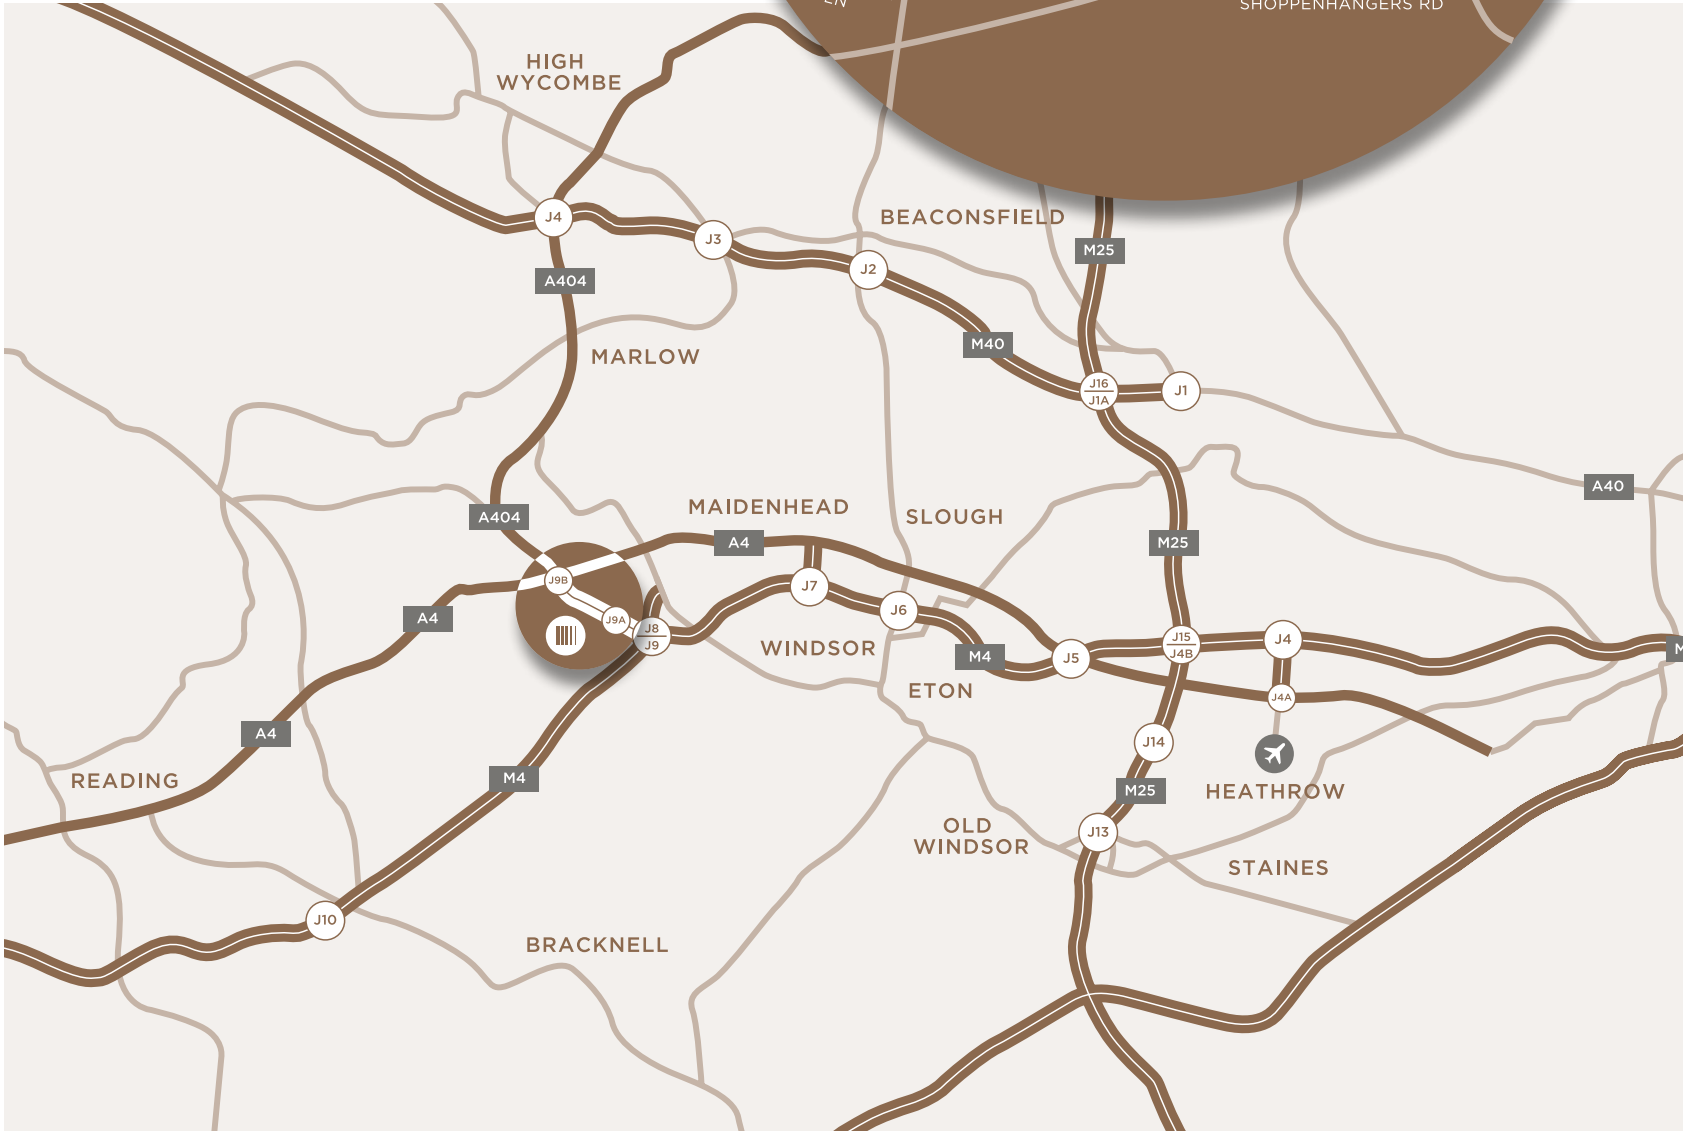 EN
SHOPPENHANGERS RD
HIGH
WYCOMBE
J4
J3
BEACONSFIELD
M25
J2
A404
M40
MARLOW
J16
J1A
J1
A40
MAIDENHEAD
SLOUGH
A404
A4
M25
J9B
J7
J6
A4
J9A
J8
J9
WINDSOR
M4
J5
J15
J4B
J4
M
ETON
J4A
A4
J14
READING
M4
M25
HEATHROW
OLD
WINDSOR
J13
STAINES
J10
BRACKNELL